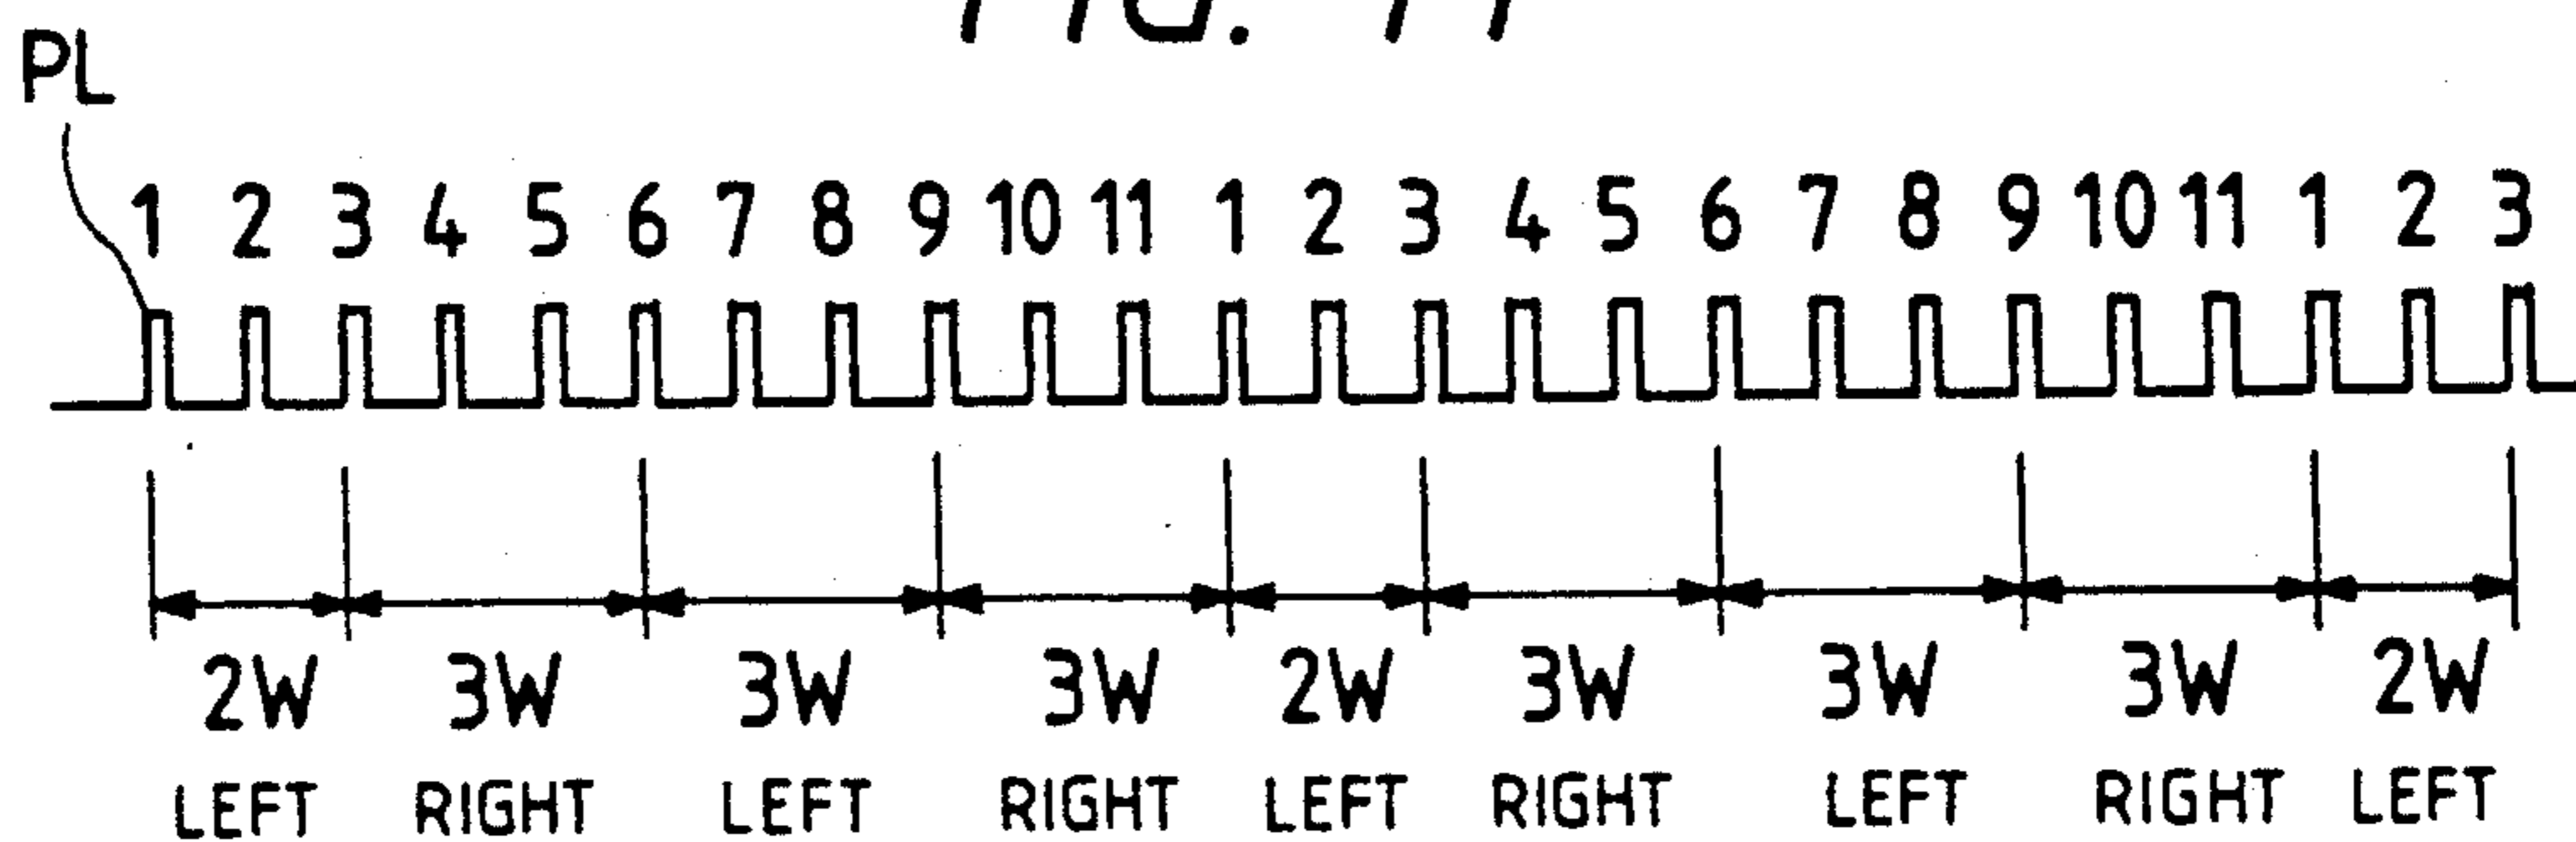 FIG.
PL
1 2 3 4 5 6 7 8 9 10 11 1 2 3 4 5 6 7 8 9 10 11 1 2 3
2W 3W 3W 3W 2W 3W 3W 3W 2W
LEFT RIGHT LEFT RIGHT LEFT RIGHT LEFT RIGHT LEFT